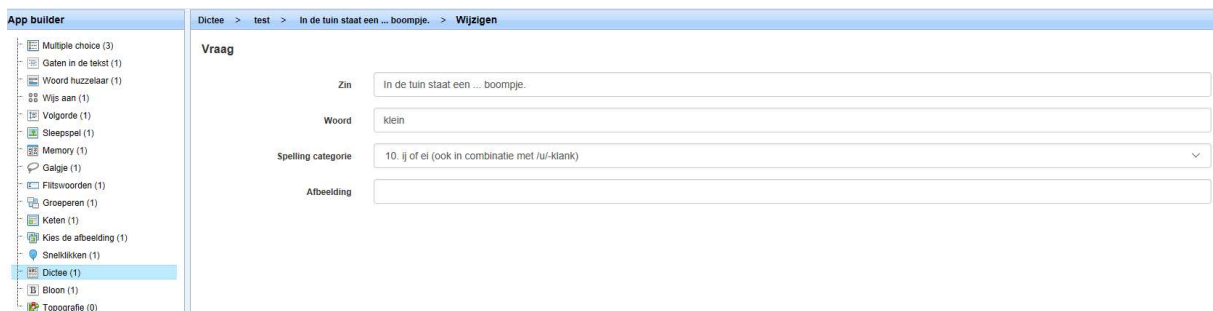 App builder
Multiple choice (3)
Gaten in de tekst (1)
Woord huzzelaar (1)
Wijs aan (1)
Volgorde (1)
Sleepspel (1)
Memory (1)
Galgje (1)
Flitswoorden (1)
Groeperen (1)
Keten (1)
Kies de afbeelding (1)
Snelklikken (1)
Dictee (1)
B Bloon (1)
Topografie (0)
Dictee > test > In de tuin staat een ... boompje. > Wijzigen
Vraag
Zin In de tuin staat een ... boompje.
Woord klein
Spelling categorie 10. ij of ei (ook in combinatie met /u/-klank)
Afbeelding